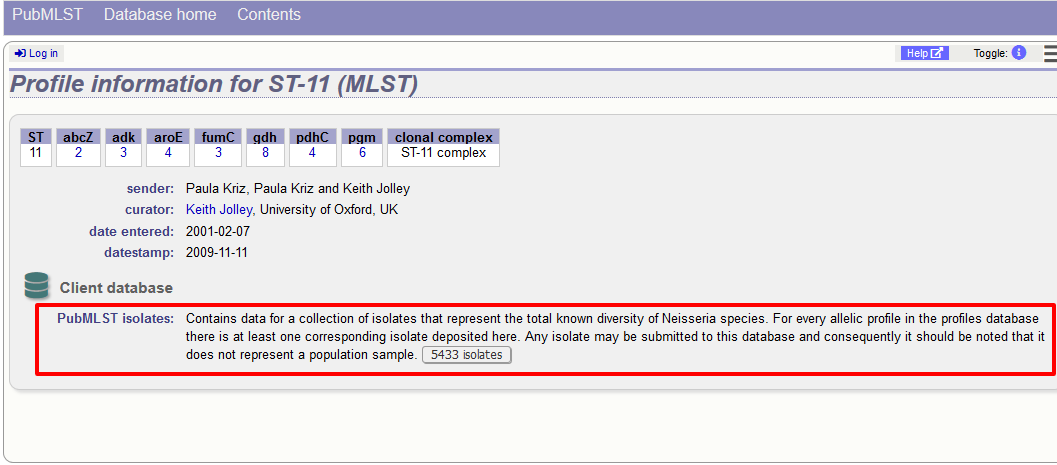 PubMLST Database home Contents
Log in Help Toggle:
Profile information for ST-11 (MLST)
ST abcZ adk aroE fumC gdh pdhC pgm clonal complex
11 2 3 4 3 8 4 6 ST-11 complex
sender: Paula Kriz, Paula Kriz and Keith Jolley
curator: Keith Jolley, University of Oxford, UK
date entered: 2001-02-07
datestamp: 2009-11-11
Client database
PubMLST isolates: Contains data for a collection of isolates that represent the total known diversity of Neisseria species. For every allelic profile in the profiles database
there is at least one corresponding isolate deposited here. Any isolate may be submitted to this database and consequently it should be noted that it
does not represent a population sample. 5433 isolates